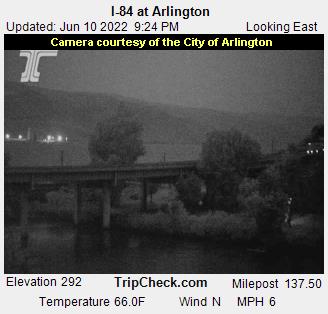 I-84 at Arlington
Updated: Jun 10 2022 9:24 PM Looking East
Camera courtesy of the City of Arlington
Elevation 292 TripCheck.com Milepost 137.50
Temperature 66.0F Wind N MPH 6